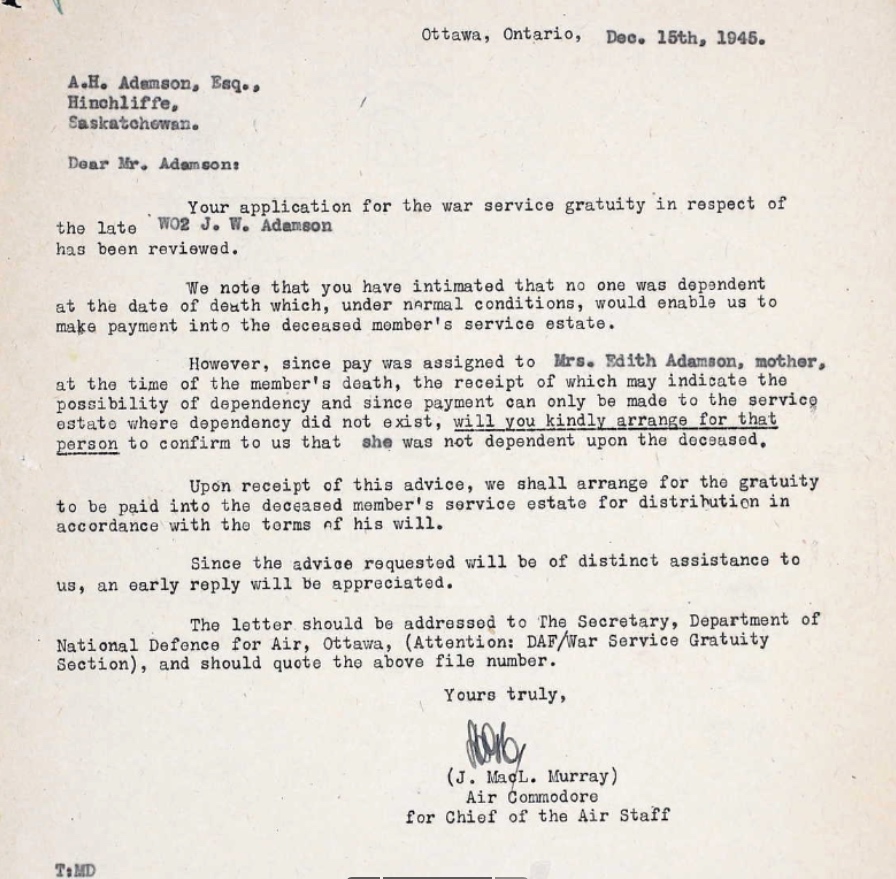 Ottawa, Ontario, Dec. 15th, 1945.
A.H. Adamson, Esq.,
Hinchliffe,
Saskatchewan.
Dear Mr. Adamson:
Your application for the war service gratuity in respect of
the late WO2 J. W. Adamson
has been reviewed.
We note that you have intimated that no one was dependent
at the date of death which, under normal conditions, would enable us to
make payment into the deceased member's service estate.
However, since pay was assigned to Mrs. Edith Adamson, mother,
at the time of the member's death, the receipt of which may indicate the
possibility of dependency and since payment can only be made to the service
estate where dependency did not exist, will you kindly arrange for that
person to confirm to us that she was not dependent upon the deceased.
Upon receipt of this advice, we shall arrange for the gratuity
to be paid into the deceased member's service estate for distribution in
accordance with the terms of his will.
Since the advice requested will be of distinct assistance to
us, an early reply will be appreciated.
The letter should be addressed to The Secretary, Department of
National Defence for Air, Ottawa, (Attention: DAF/War Service Gratuity
Section), and should quote the above file number.
Yours truly,
(J. MacL. Murray)
Air Commodore
for Chief of the Air Staff
T:MD